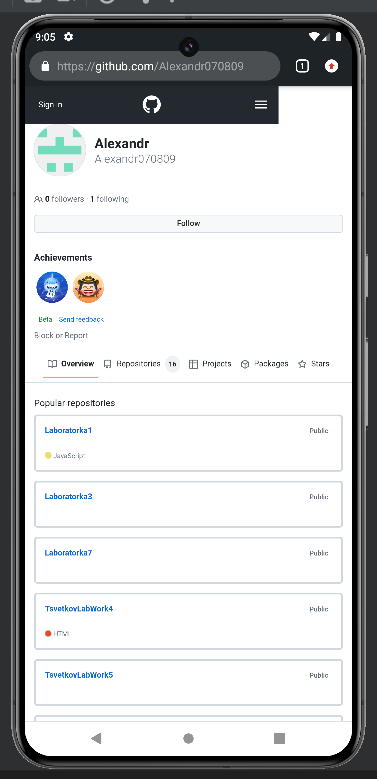 9:05
https://github.com/Alexandr070809
1
Sign in
Alexandr
Alexandr070809
0 followers · 1 following
Follow
Achievements
Beta Send feedback
Block or Report
Overview Repositories 16 Projects Packages Stars
Popular repositories
Laboratorka1 Public
JavaScript
Laboratorka3 Public
Laboratorka7 Public
TsvetkovLabWork4 Public
HTML
TsvetkovLabWork5 Public